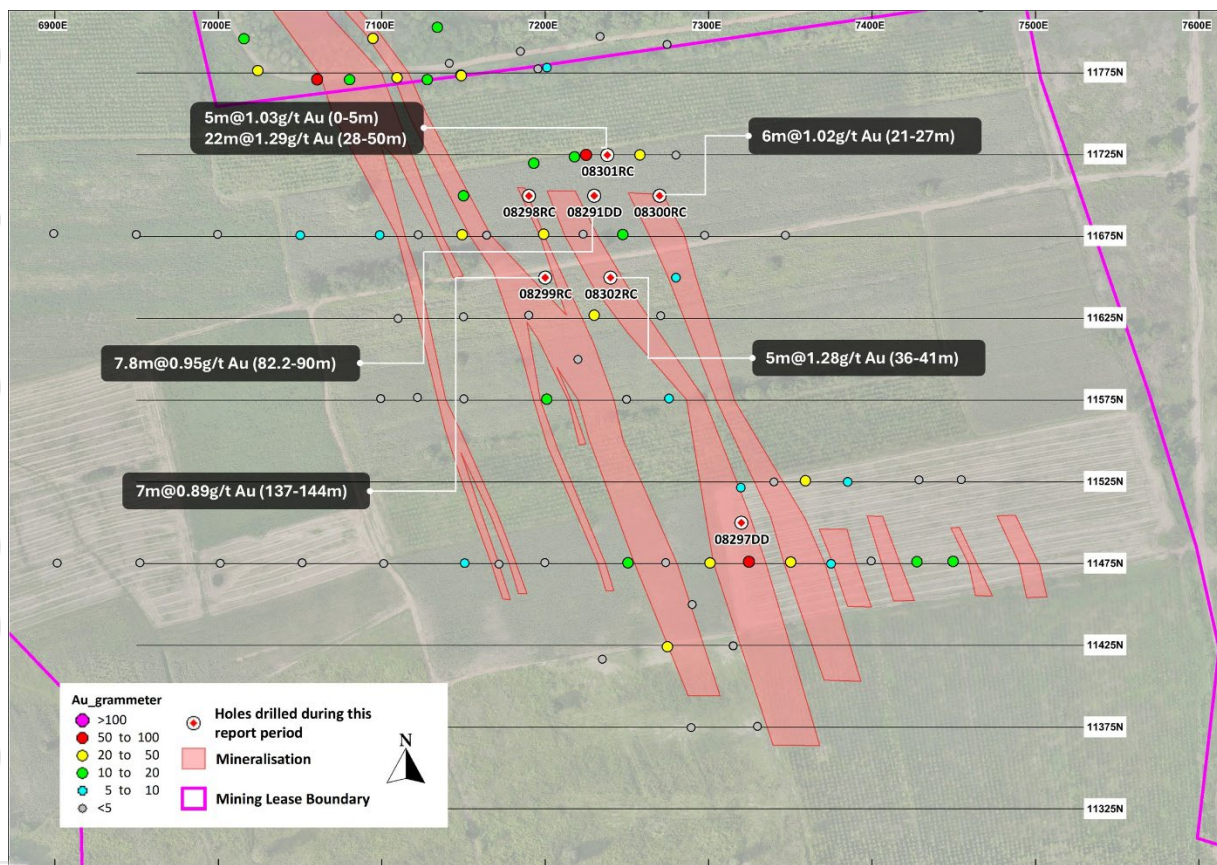 6900E 7000E 7100E 7200E 7300E 7400E 7500E 7600E
11775N
5m@1.03g/t Au (0-5m)
22m@1.29g/t Au (28-50m)
6m@1.02g/t Au (21-27m)
11725N
08301RC
08298RC 08291DD 08300RC
11675N
08299RC 08302RC
11625N
7.8m@0.95g/t Au (82.2-90m)
5m@1.28g/t Au (36-41m)
11575N
7m@0.89g/t Au (137-144m)
11525N
08297DD
11475N
11425N
11375N
11325N
Au_grammeter
>100
50 to 100
20 to 50
10 to 20
5 to 10
<5
Holes drilled during this
report period
Mineralisation
Mining Lease Boundary
N